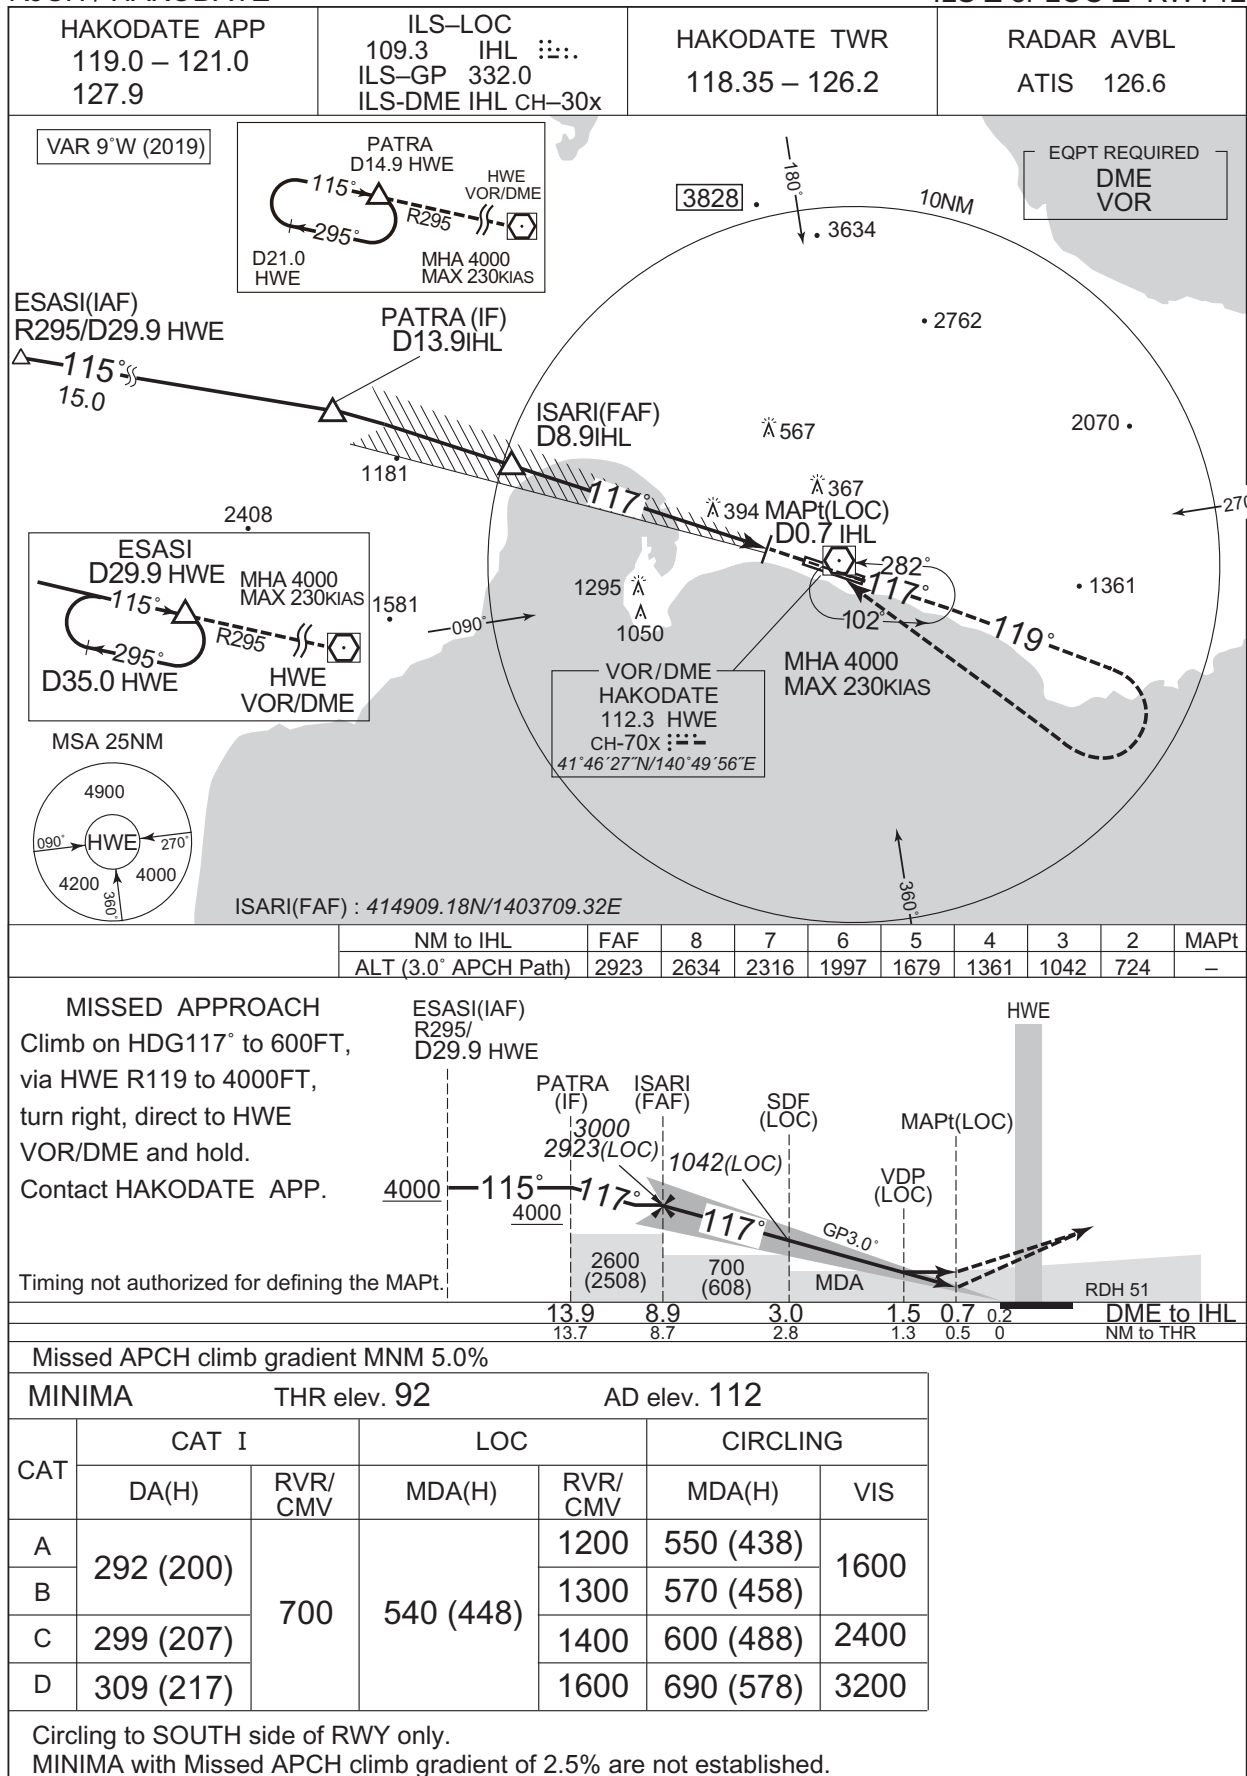 HAKODATE APP
119.0 – 121.0
127.9
ILS–LOC
109.3 IHL
ILS–GP 332.0
ILS-DME IHL CH–30x
HAKODATE TWR
118.35 – 126.2
RADAR AVBL
ATIS 126.6
VAR 9°W (2019)
PATRA
D14.9 HWE
HWE
VOR/DME
115°
R295
295°
D21.0
HWE
MHA 4000
MAX 230KIAS
EQPT REQUIRED
DME
VOR
180°
3828
10NM
3634
2762
ESASI(IAF)
R295/D29.9 HWE
115°
15.0
PATRA (IF)
D13.9IHL
ISARI(FAF)
D8.9IHL
567
2070
1181
117°
367
394
MAPt(LOC)
D0.7 IHL
270
2408
ESASI
D29.9 HWE
MHA 4000
MAX 230KIAS
115°
R295
295°
D35.0 HWE
HWE
VOR/DME
1581
090°
1295
1050
282°
117°
102°
119°
1361
MHA 4000
MAX 230KIAS
VOR/DME
HAKODATE
112.3 HWE
CH-70X
41°46´27˝N/140°49´56˝E
MSA 25NM
4900
090°
HWE
270°
4200
4000
360°
360°
ISARI(FAF) : 414909.18N/1403709.32E
NM to IHL FAF 8 7 6 5 4 3 2 MAPt
ALT (3.0° APCH Path) 2923 2634 2316 1997 1679 1361 1042 724 –
MISSED APPROACH
Climb on HDG117° to 600FT,
via HWE R119 to 4000FT,
turn right, direct to HWE
VOR/DME and hold.
Contact HAKODATE APP.
Timing not authorized for defining the MAPt.
ESASI(IAF)
R295/
D29.9 HWE
HWE
PATRA
(IF)
ISARI
(FAF)
SDF
(LOC)
MAPt(LOC)
3000
2923(LOC)
1042(LOC)
VDP
(LOC)
4000
115°
117°
4000
117°
GP3.0°
2600
(2508)
700
(608)
MDA
RDH 51
13.9 8.9 3.0 1.5 0.7 0.2 DME to IHL
13.7 8.7 2.8 1.3 0.5 0 NM to THR
Missed APCH climb gradient MNM 5.0%
MINIMA THR elev. 92 AD elev. 112
CAT CAT I LOC CIRCLING
DA(H) RVR/CMV MDA(H) RVR/CMV MDA(H) VIS
A 292 (200) 700 540 (448) 1200 550 (438) 1600
B 1300 570 (458)
C 299 (207) 1400 600 (488) 2400
D 309 (217) 1600 690 (578) 3200
Circling to SOUTH side of RWY only.
MINIMA with Missed APCH climb gradient of 2.5% are not established.